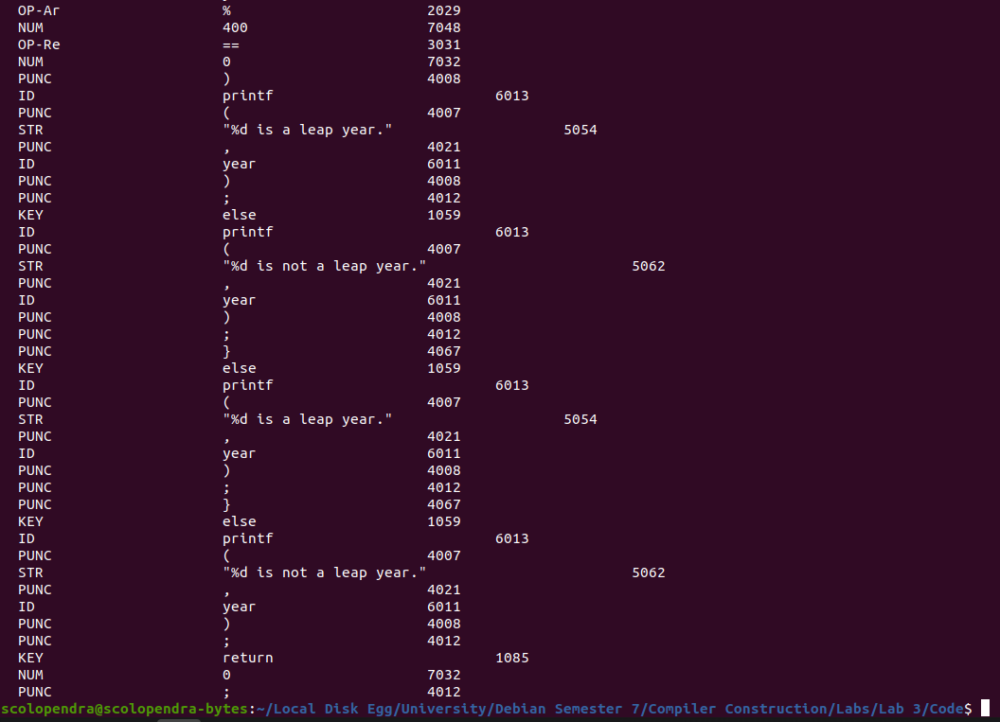 OP-Ar % 2029
NUM 400 7048
OP-Re == 3031
NUM 0 7032
PUNC ) 4008
ID printf 6013
PUNC ( 4007
STR "%d is a leap year." 5054
PUNC , 4021
ID year 6011
PUNC ) 4008
PUNC ; 4012
KEY else 1059
ID printf 6013
PUNC ( 4007
STR "%d is not a leap year." 5062
PUNC , 4021
ID year 6011
PUNC ) 4008
PUNC ; 4012
PUNC } 4067
KEY else 1059
ID printf 6013
PUNC ( 4007
STR "%d is a leap year." 5054
PUNC , 4021
ID year 6011
PUNC ) 4008
PUNC ; 4012
PUNC } 4067
KEY else 1059
ID printf 6013
PUNC ( 4007
STR "%d is not a leap year." 5062
PUNC , 4021
ID year 6011
PUNC ) 4008
PUNC ; 4012
KEY return 1085
NUM 0 7032
PUNC ; 4012
scolopendra@scolopendra-bytes:~/Local Disk Egg/University/Debian Semester 7/Compiler Construction/Labs/Lab 3/Code$